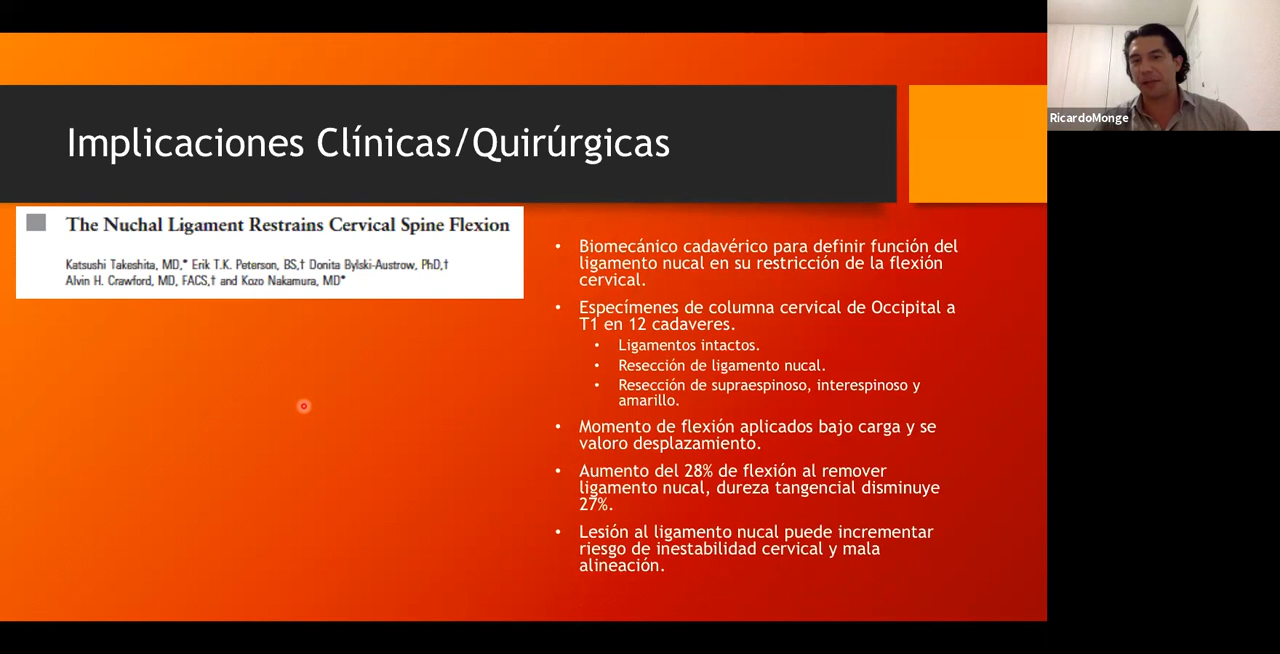 RicardoMonge
Implicaciones Clínicas/Quirúrgicas
The Nuchal Ligament Restrains Cervical Spine Flexion
Katsushi Takeshita, MD,* Erik T.K. Peterson, BS,† Donita Bylski-Austrow, PhD,†
Alvin H. Crawford, MD, FACS,† and Kozo Nakamura, MD*
• Biomecánico cadavérico para definir función del
ligamento nucal en su restricción de la flexión
cervical.
• Especímenes de columna cervical de Occipital a
T1 en 12 cadaveres.
• Ligamentos intactos.
• Resección de ligamento nucal.
• Resección de supraespinoso, interespinoso y
amarillo.
• Momento de flexión aplicados bajo carga y se
valoro desplazamiento.
• Aumento del 28% de flexión al remover
ligamento nucal, dureza tangencial disminuye
27%.
• Lesión al ligamento nucal puede incrementar
riesgo de inestabilidad cervical y mala
alineación.